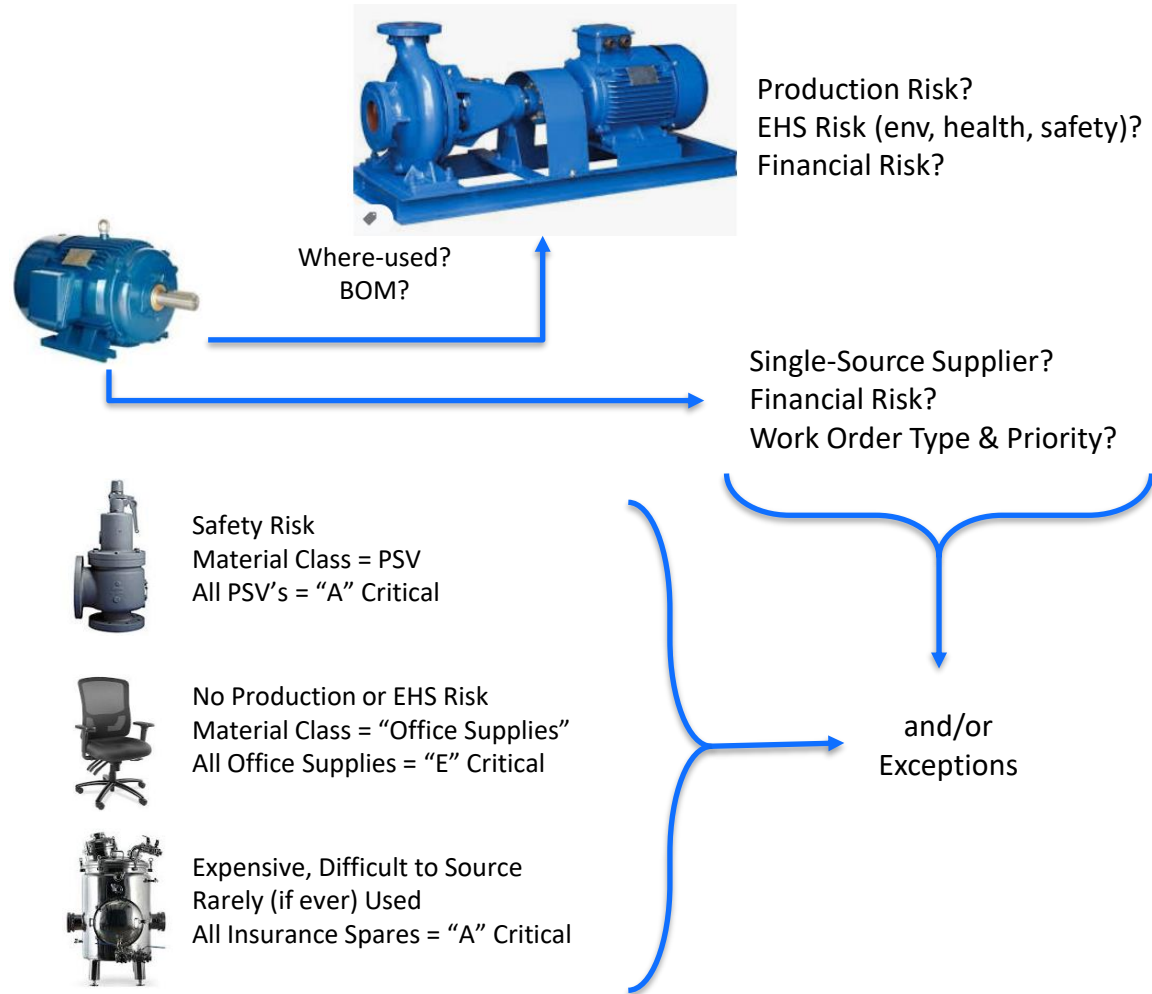 Production Risk?
EHS Risk (env, health, safety)?
Financial Risk?
Where-used?
BOM?
Single-Source Supplier?
Financial Risk?
Work Order Type & Priority?
Safety Risk
Material Class = PSV
All PSV’s = “A” Critical
No Production or EHS Risk
Material Class = “Office Supplies”
All Office Supplies = “E” Critical
and/or
Exceptions
Expensive, Difficult to Source
Rarely (if ever) Used
All Insurance Spares = “A” Critical